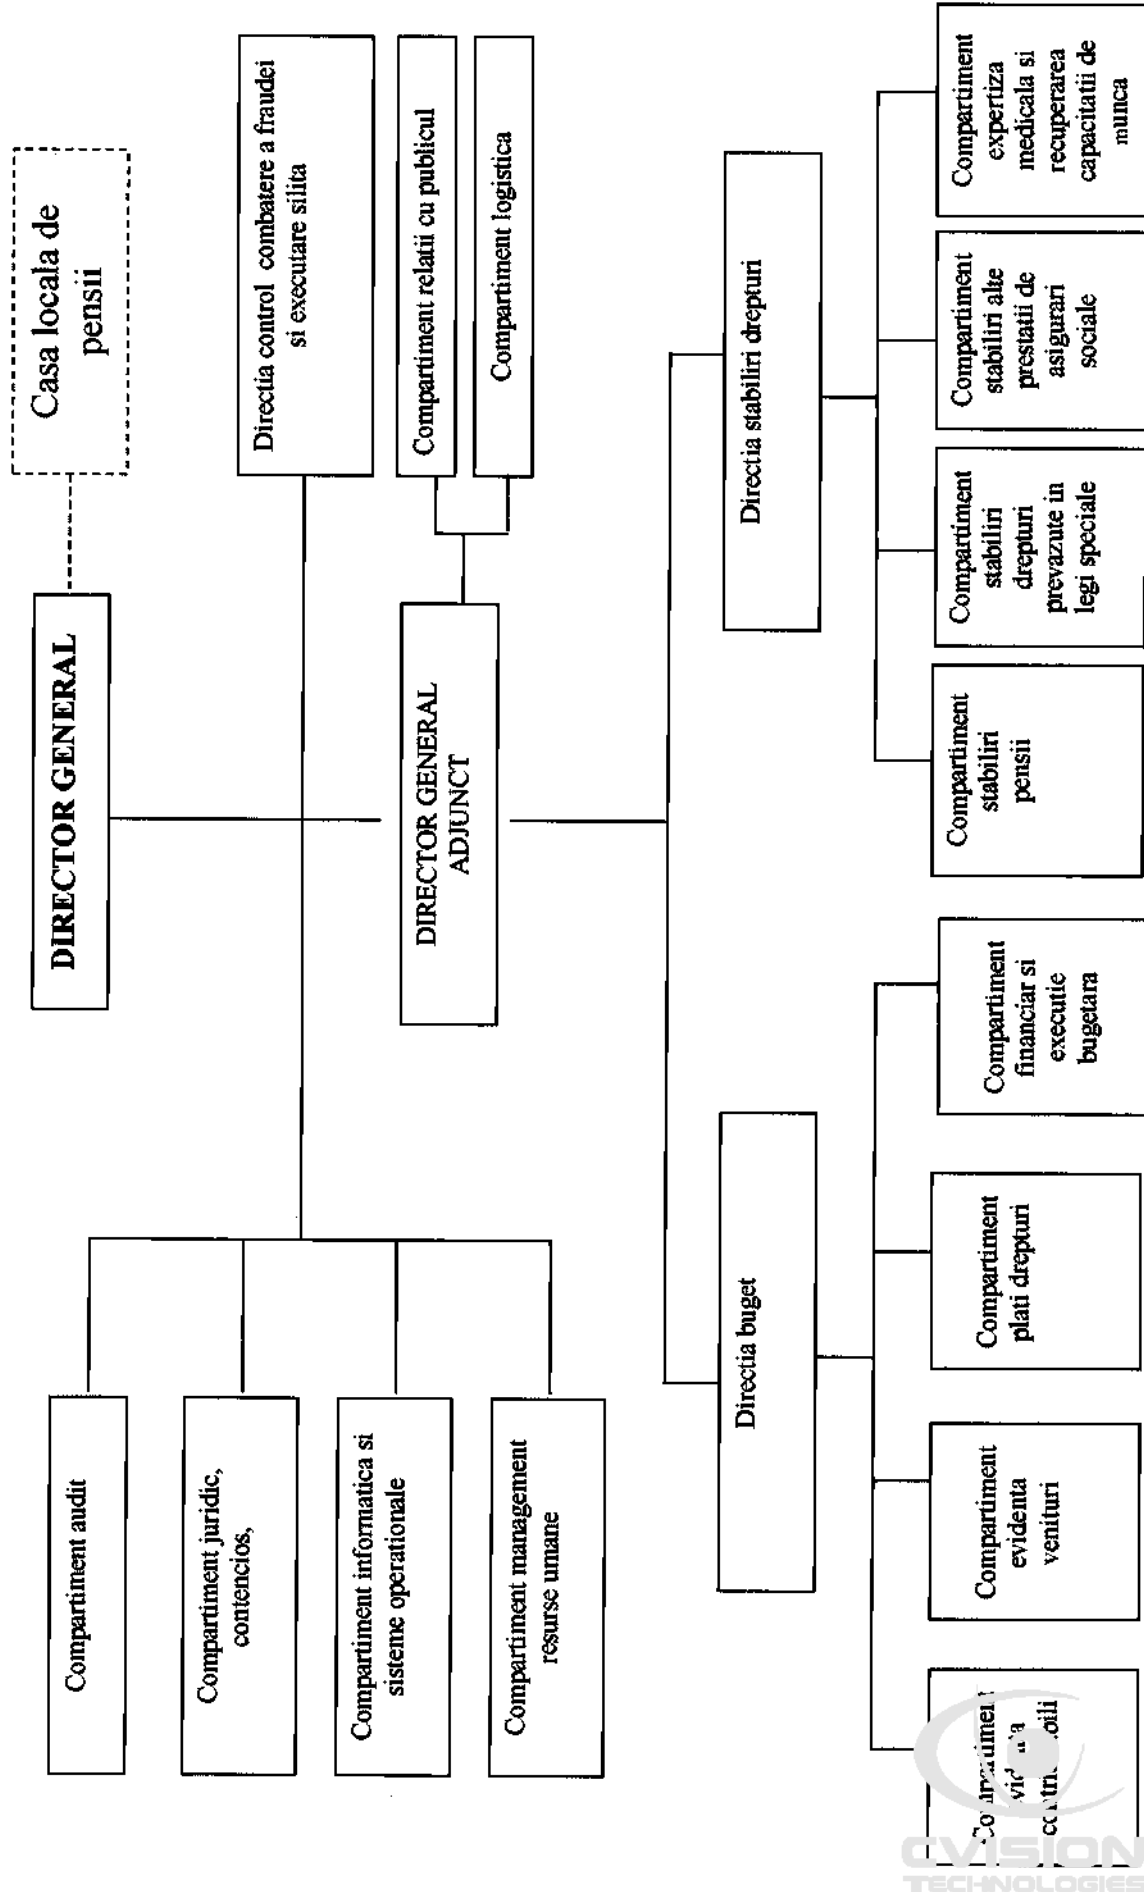 DIRECTOR GENERAL
Casa locala de
pensii
Compartiment audit
Compartiment juridic,
contencios,
Compartiment informatica si
sisteme operationale
Compartiment management
resurse umane
Directia control combatere a fraudei
si executare silita
DIRECTOR GENERAL
ADJUNCT
Compartiment relatii cu publicul
Compartiment logistica
Directia buget
Directia stabiliri drepturi
Compartiment
Compartiment
evidenta
venituri
Compartiment
plati drepturi
Compartiment
financiar si
executie
bugetara
Compartiment
stabiliri
pensii
Compartiment
stabiliri
drepturi
prevazute in
legi speciale
Compartiment
stabiliri alte
prestatii de
asigurari
sociale
Compartiment
expertiza
medicala si
recuperarea
capacitatii de
munca
CVISION
TECHNOLOGIES